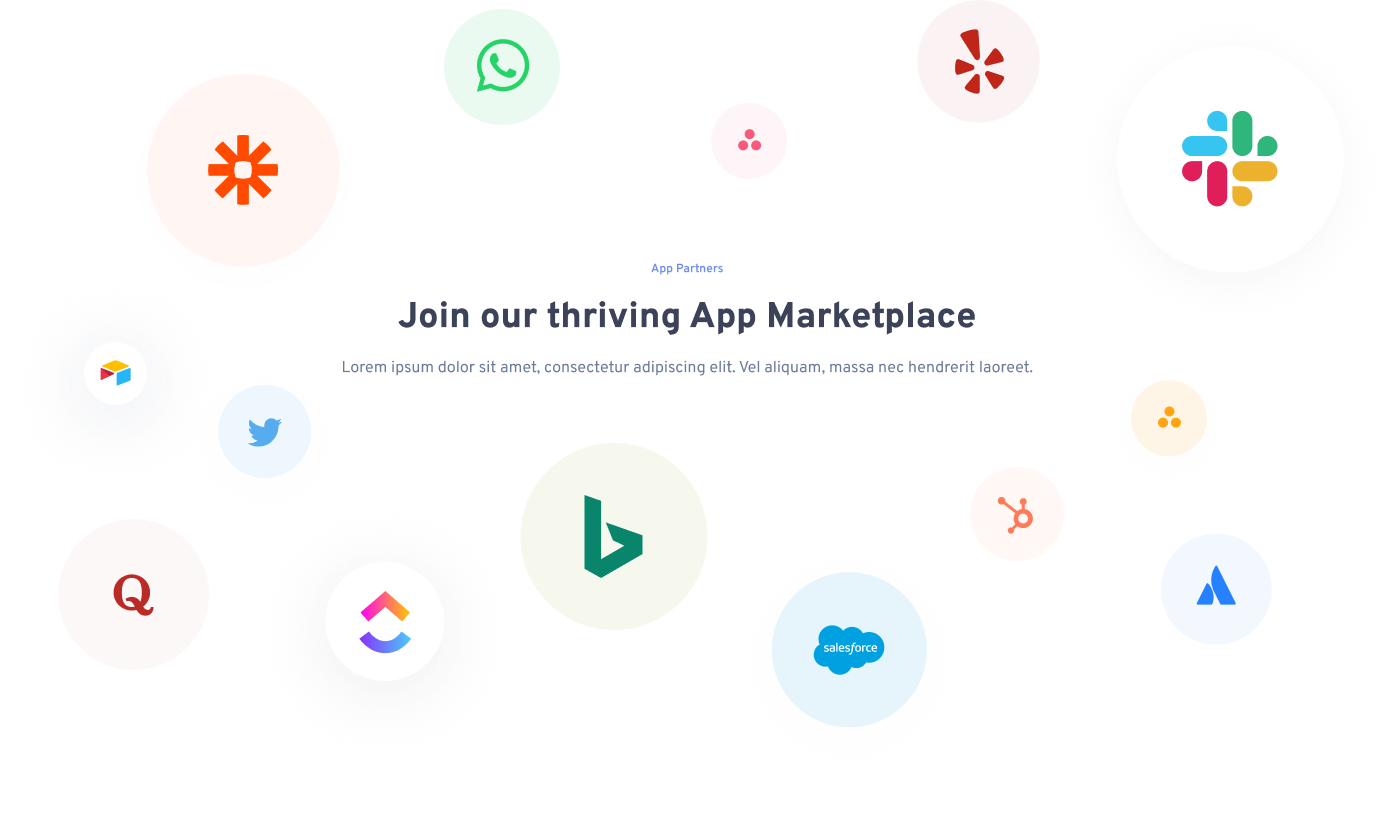 App Partners
Join our thriving App Marketplace
Lorem ipsum dolor sit amet, consectetur adipiscing elit. Vel aliquam, massa nec hendrerit laoreet.
Q
salesforce